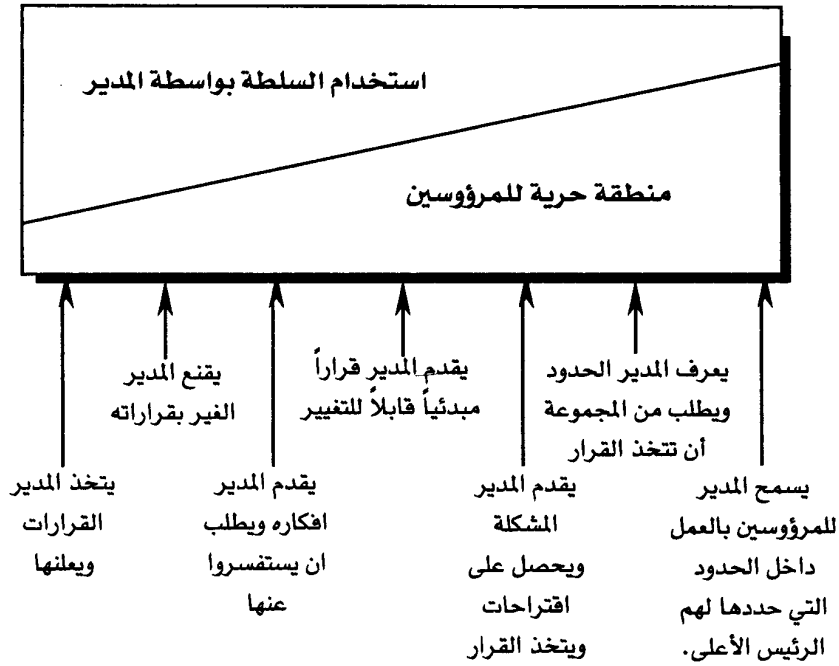 استخدام السلطة بواسطة المدير
منطقة حرية للمرؤوسين
يعرف المدير الحدود
ويطلب من المجموعة
أن تتخذ القرار
يقدم المدير قراراً
مبدئياً قابلاً للتغيير
يقنع المدير
الغير بقراراته
يسمح المدير
للمرؤوسين بالعمل
داخل الحدود
التي حددها لهم
الرئيس الأعلى.
يقدم المدير
المشكلة
ويحصل على
اقتراحات
ويتخذ القرار
يقدم المدير
افكاره ويطلب
ان يستفسروا
عنها
يتخذ المدير
القرارات
ويعلنها